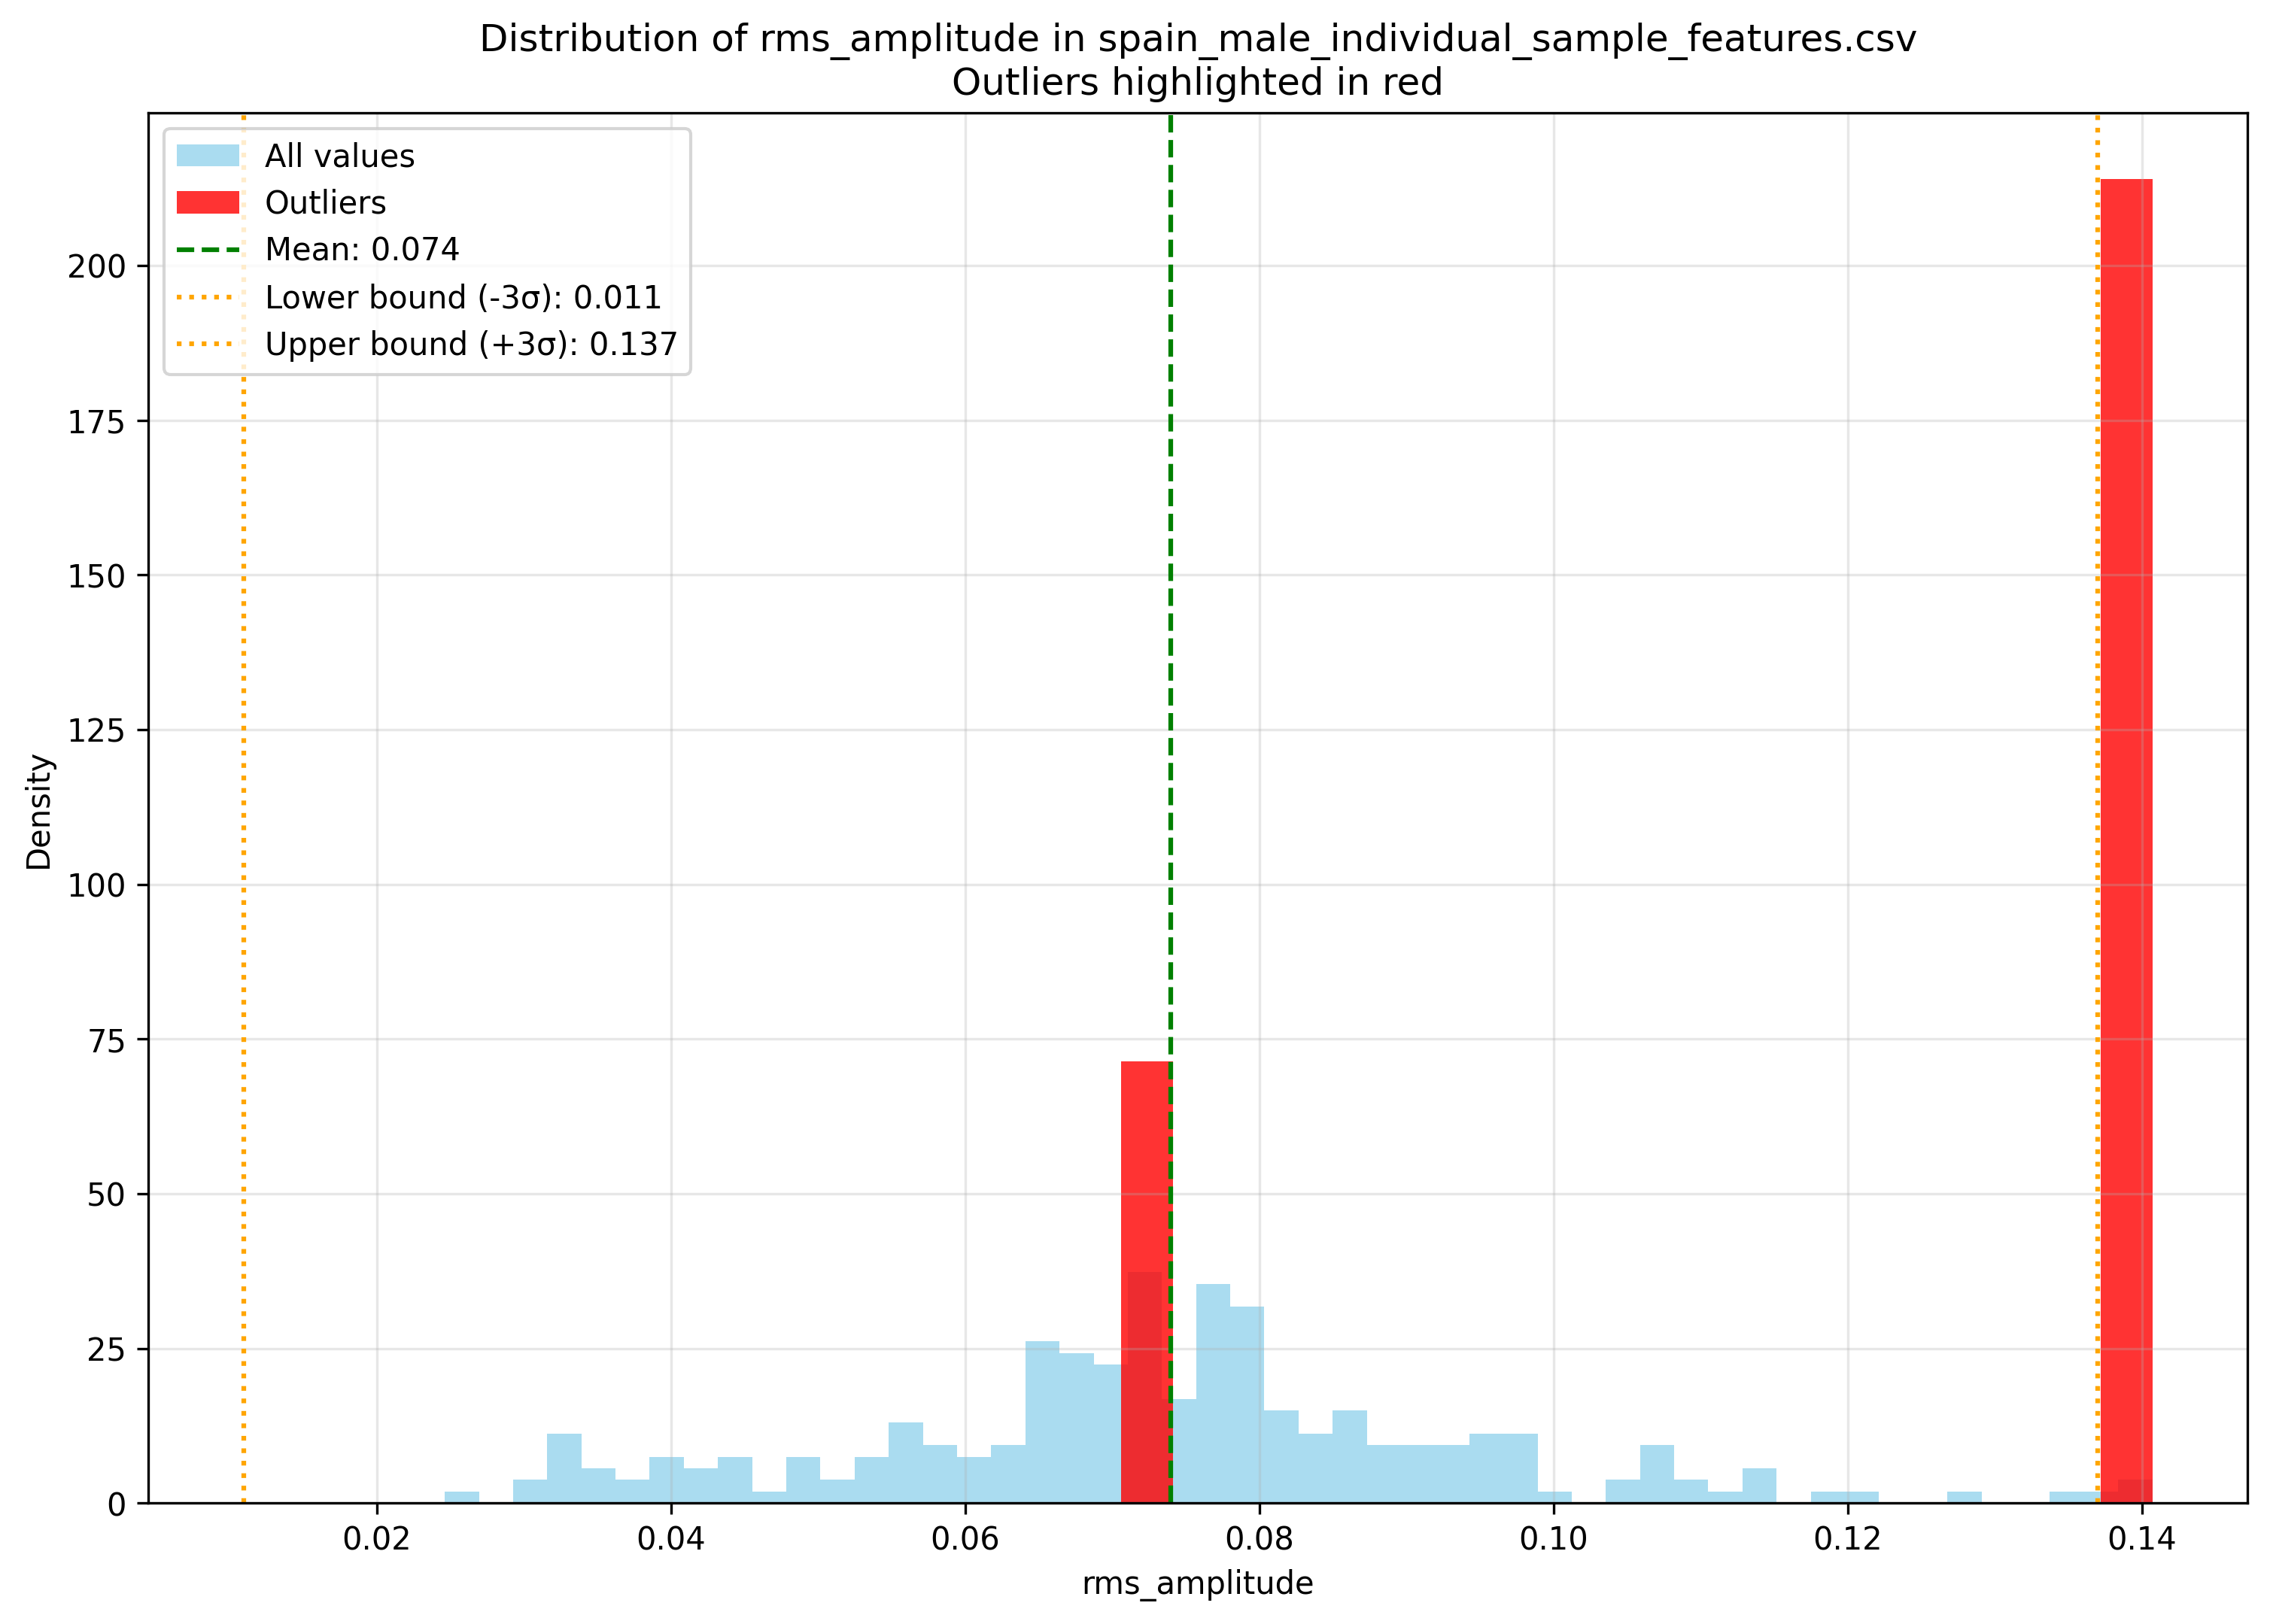 Distribution of rms_amplitude in spain_male_individual_sample_features.csv
Outliers highlighted in red
All values
Outliers
Mean: 0.074
Lower bound (-3σ): 0.011
Upper bound (+3σ): 0.137
200
175
150
125
100
75
50
25
0
Density
0.02
0.04
0.06
0.08
0.10
0.12
0.14
rms_amplitude